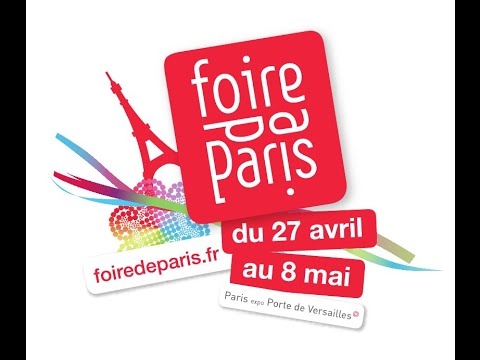 foire
de
Paris
du 27 avril
foiredeparis.fr
au 8 mai
Paris expo Porte de Versailles